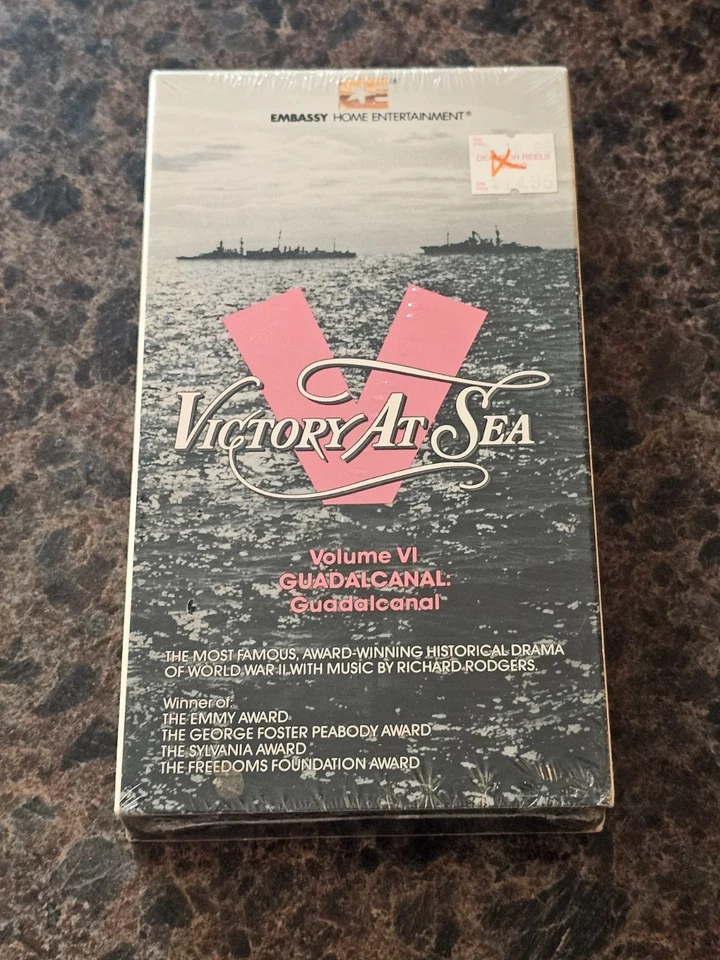 EMBASSY HOME ENTERTAINMENT®
REELS
VICTORY AT SEA
Volume VI
GUADALCANAL:
Guadalcanal
THE MOST FAMOUS, AWARD-WINNING HISTORICAL DRAMA
OF WORLD WAR II WITH MUSIC BY RICHARD RODGERS.
Winner of:
THE EMMY AWARD
THE GEORGE FOSTER PEABODY AWARD
THE SYLVANIA AWARD
THE FREEDOMS FOUNDATION AWARD